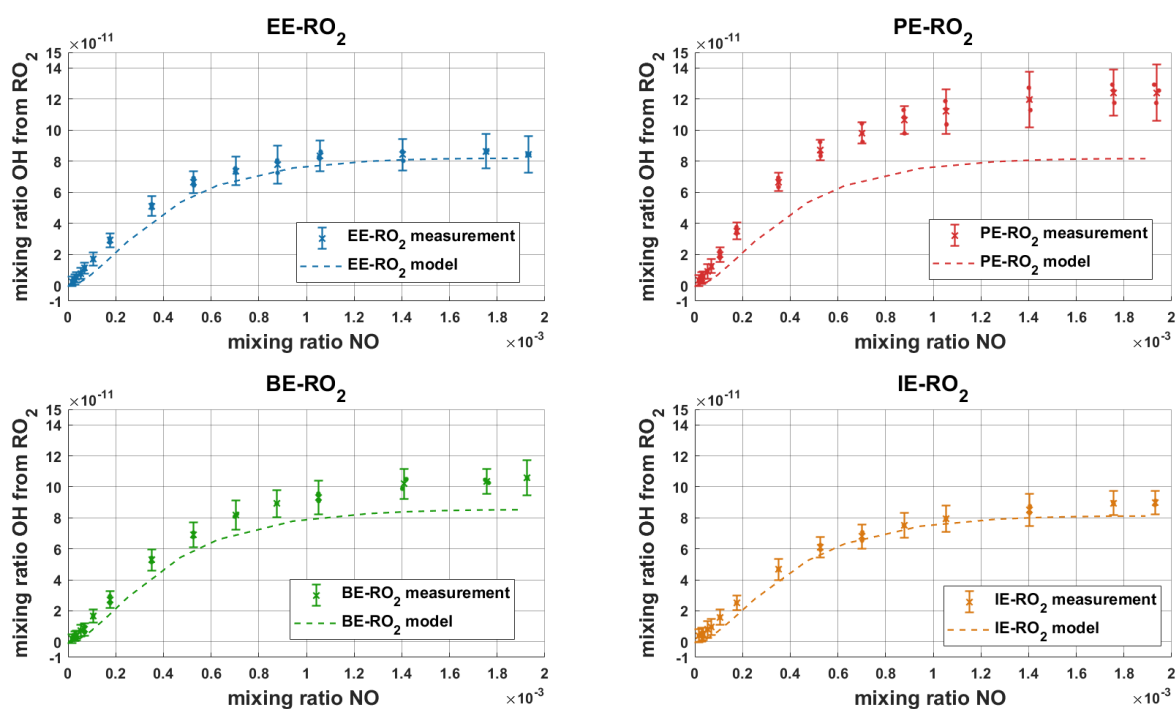 EE-RO2
×10-11
15
14
12
10
8
6
4
2
0
-1
mixing ratio OH from RO2
EE-RO2 measurement
EE-RO2 model
0 0.2 0.4 0.6 0.8 1 1.2 1.4 1.6 1.8 2
mixing ratio NO
×10-3
PE-RO2
×10-11
15
14
12
10
8
6
4
2
0
-1
mixing ratio OH from RO2
PE-RO2 measurement
PE-RO2 model
0 0.2 0.4 0.6 0.8 1 1.2 1.4 1.6 1.8 2
mixing ratio NO
×10-3
BE-RO2
×10-11
15
14
12
10
8
6
4
2
0
-1
mixing ratio OH from RO2
BE-RO2 measurement
BE-RO2 model
0 0.2 0.4 0.6 0.8 1 1.2 1.4 1.6 1.8 2
mixing ratio NO
×10-3
IE-RO2
×10-11
15
14
12
10
8
6
4
2
0
-1
mixing ratio OH from RO2
IE-RO2 measurement
IE-RO2 model
0 0.2 0.4 0.6 0.8 1 1.2 1.4 1.6 1.8 2
mixing ratio NO
×10-3